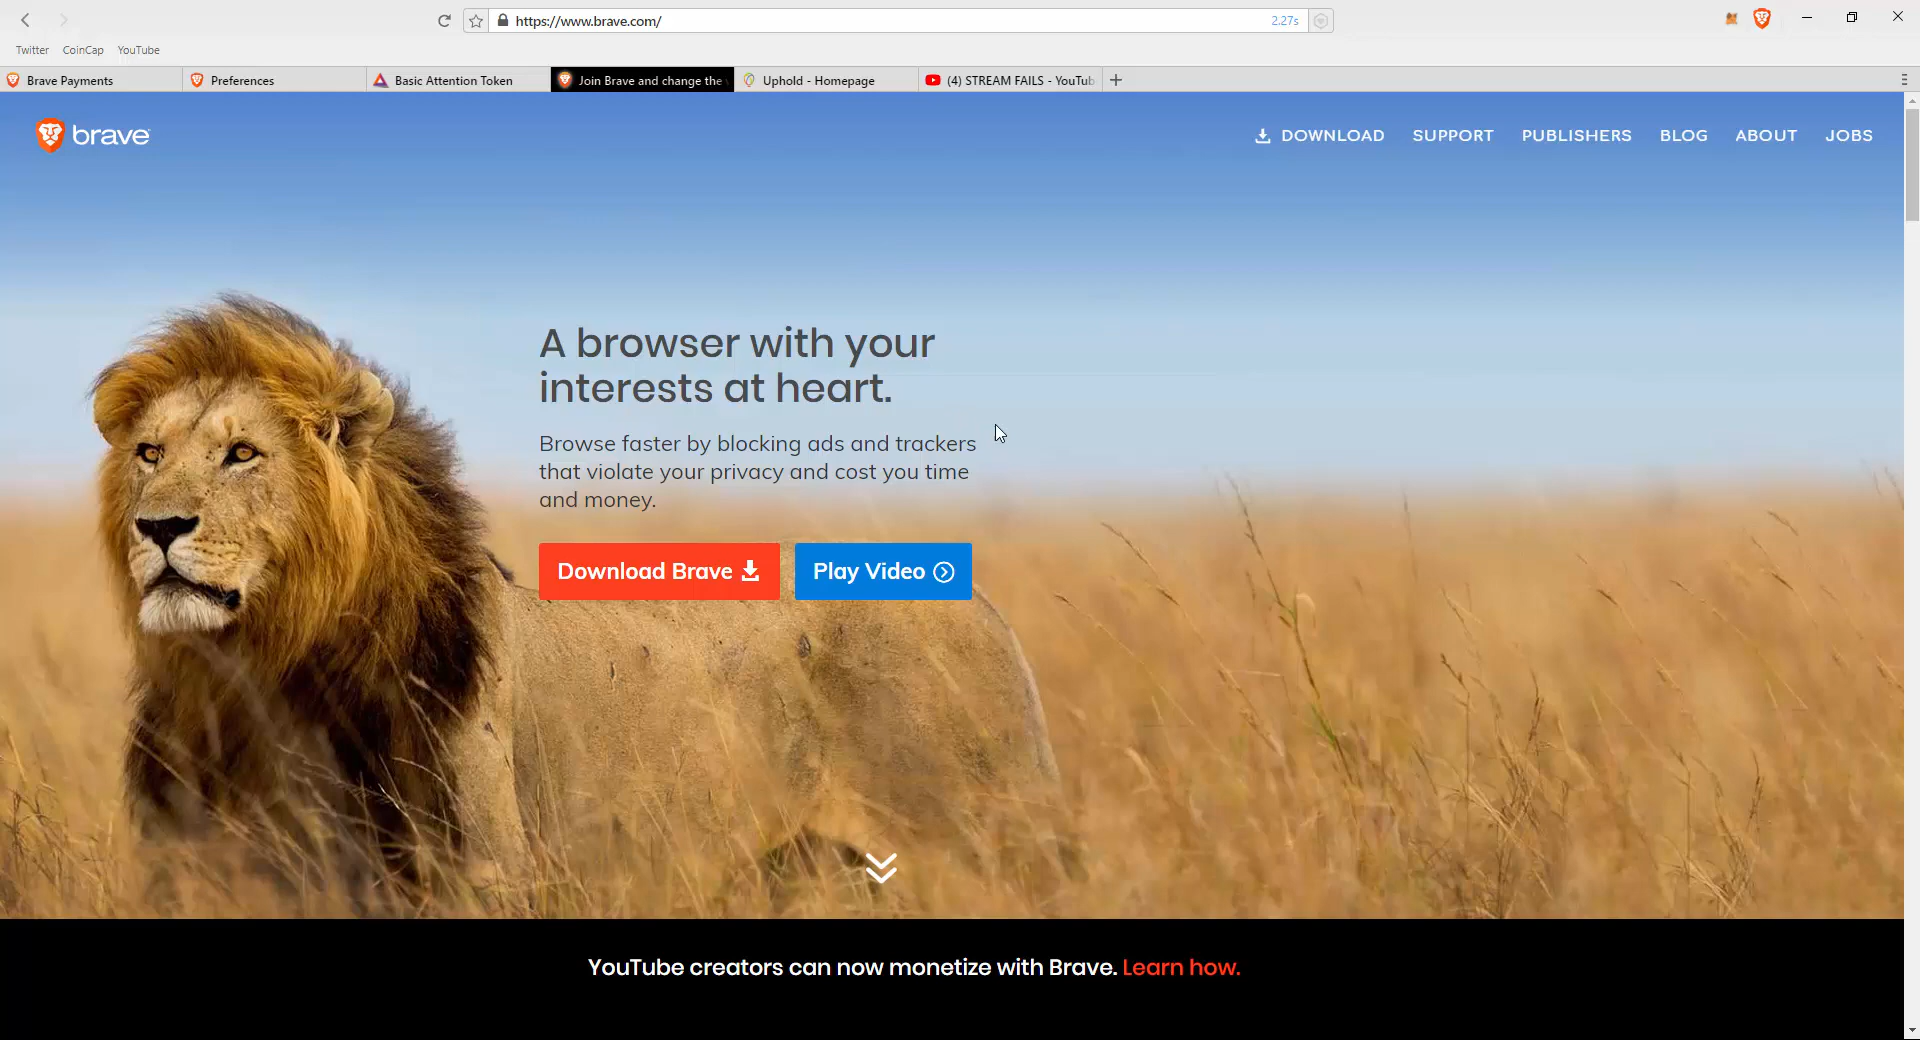 https://www.brave.com/
2.27s
Twitter CoinCap YouTube
Brave Payments
Preferences
Basic Attention Token
Join Brave and change the
Uphold - Homepage
(4) STREAM FAILS - YouTub
brave
DOWNLOAD SUPPORT PUBLISHERS BLOG ABOUT JOBS
A browser with your
interests at heart.
Browse faster by blocking ads and trackers
that violate your privacy and cost you time
and money.
Download Brave
Play Video
YouTube creators can now monetize with Brave. Learn how.